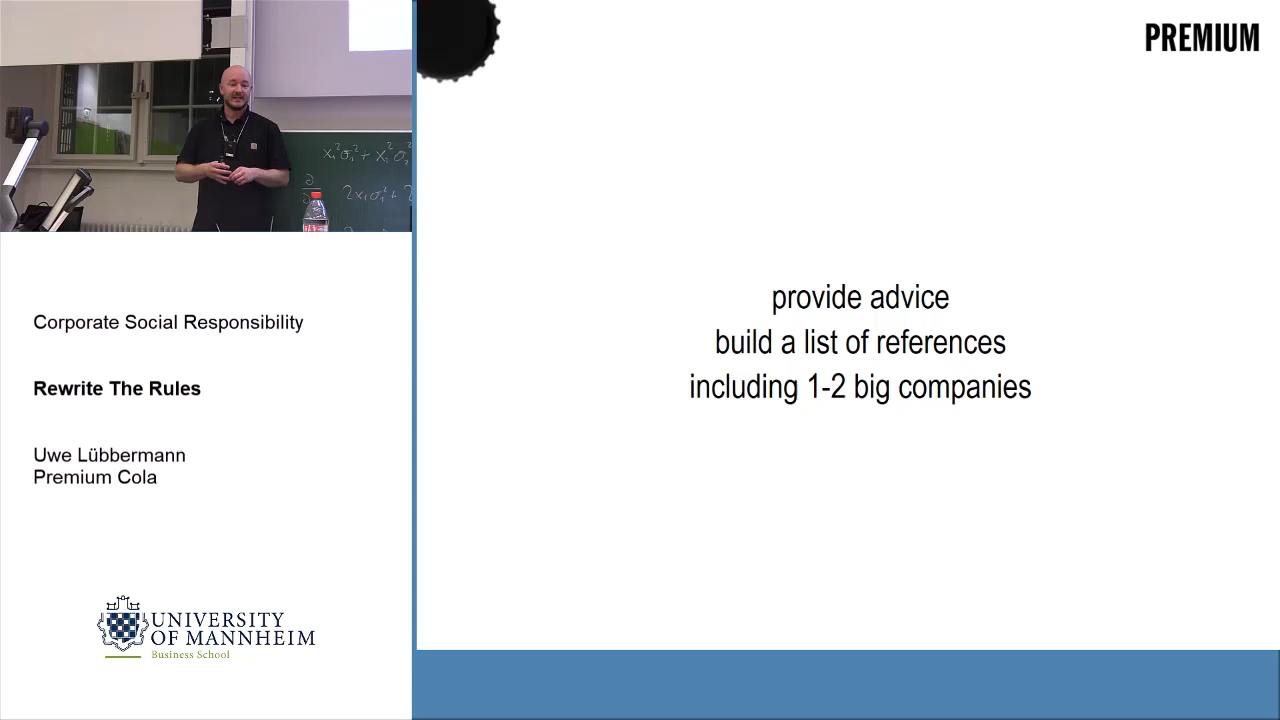 PREMIUM
provide advice
build a list of references
including 1-2 big companies
Corporate Social Responsibility
Rewrite The Rules
Uwe Lübbermann
Premium Cola
UNIVERSITY
OF MANNHEIM
Business School